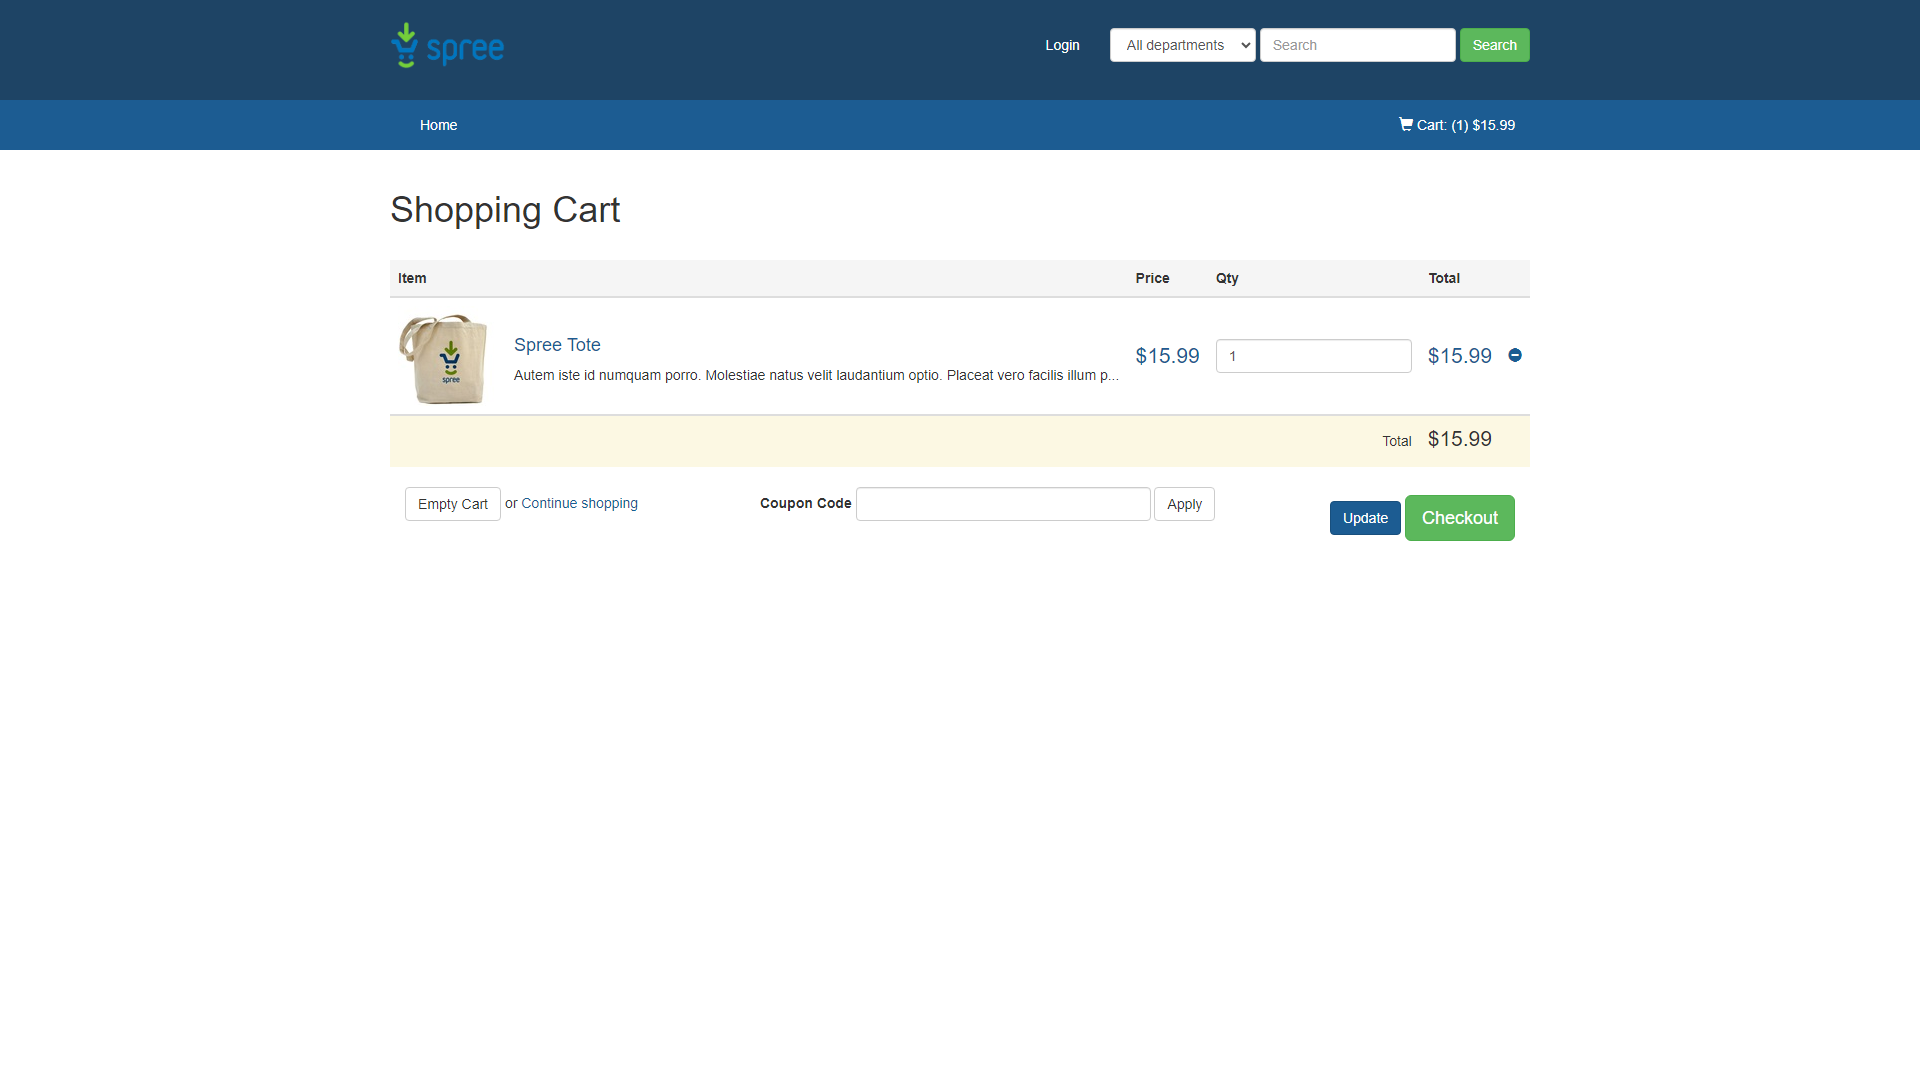 spree
Login
All departments
Search
Search
Home
Cart: (1) $15.99
Shopping Cart
Item Price Qty Total
spree
Spree Tote
Autem iste id numquam porro. Molestiae natus velit laudantium optio. Placeat vero facilis illum p...
$15.99
1
$15.99
Total $15.99
Empty Cart or Continue shopping
Coupon Code
Apply
Update
Checkout